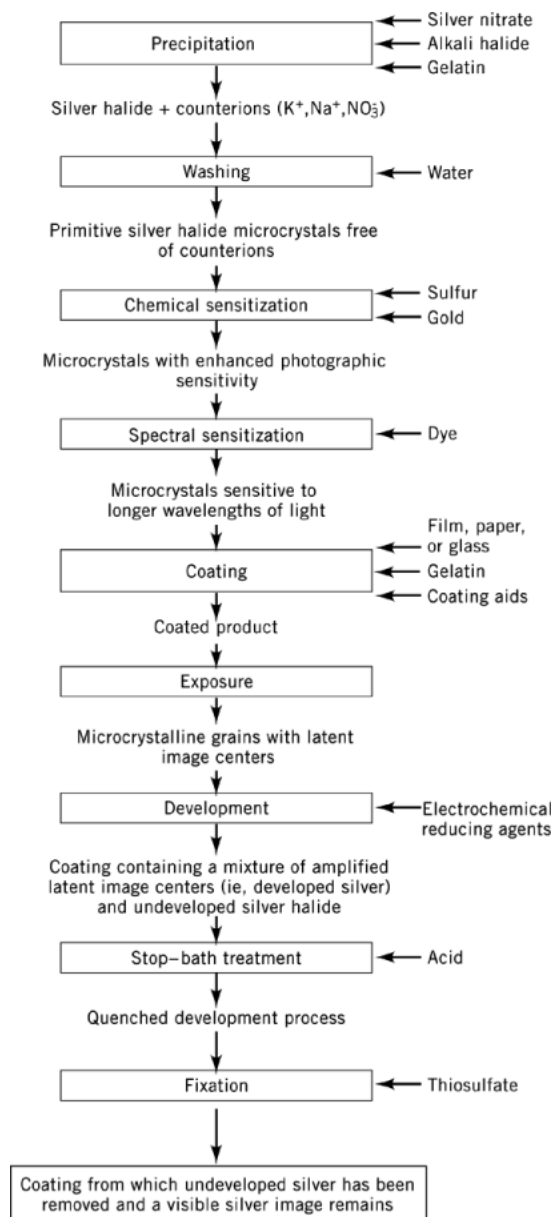 Silver nitrate
Precipitation
Alkali halide
Gelatin
Silver halide + counterions (K⁺,Na⁺,NO₃⁻)
Washing
Water
Primitive silver halide microcrystals free
of counterions
Sulfur
Chemical sensitization
Gold
Microcrystals with enhanced photographic
sensitivity
Spectral sensitization
Dye
Microcrystals sensitive to
longer wavelengths of light
Film, paper,
or glass
Coating
Gelatin
Coating aids
Coated product
Exposure
Microcrystalline grains with latent
image centers
Development
Electrochemical
reducing agents
Coating containing a mixture of amplified
latent image centers (ie, developed silver)
and undeveloped silver halide
Stop–bath treatment
Acid
Quenched development process
Fixation
Thiosulfate
Coating from which undeveloped silver has been
removed and a visible silver image remains